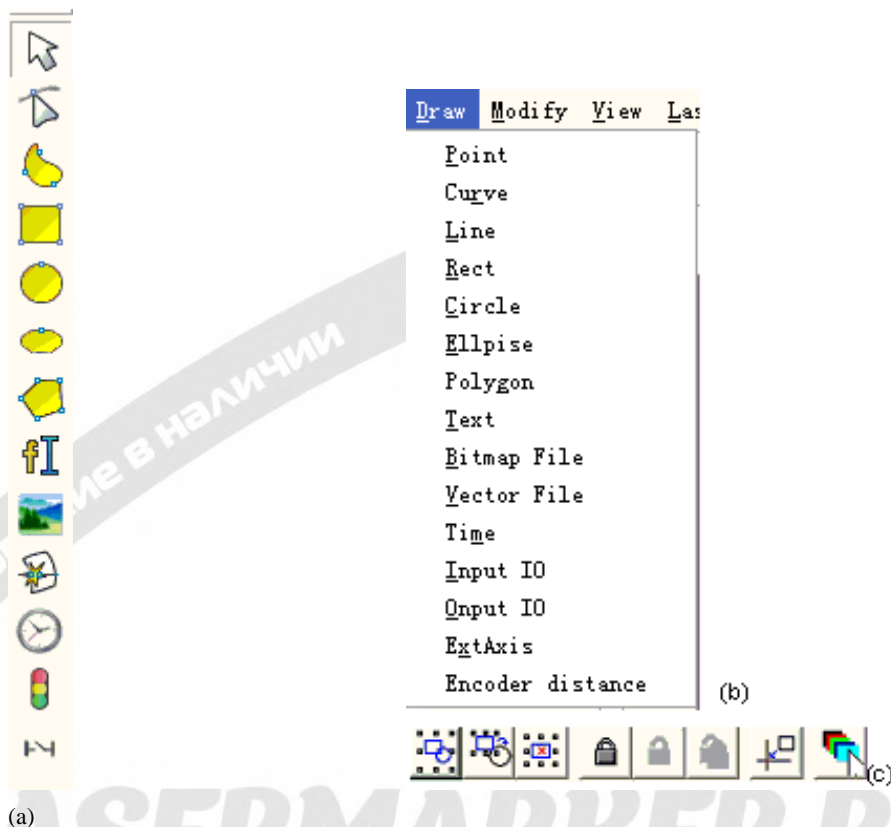 Draw Modify View Las
Point
Curve
Line
Rect
Circle
Ellpise
Polygon
Text
Bitmap File
Vector File
Time
Input IO
Onput IO
ExtAxis
Encoder distance
(b)
(c)
(a)
в наличии